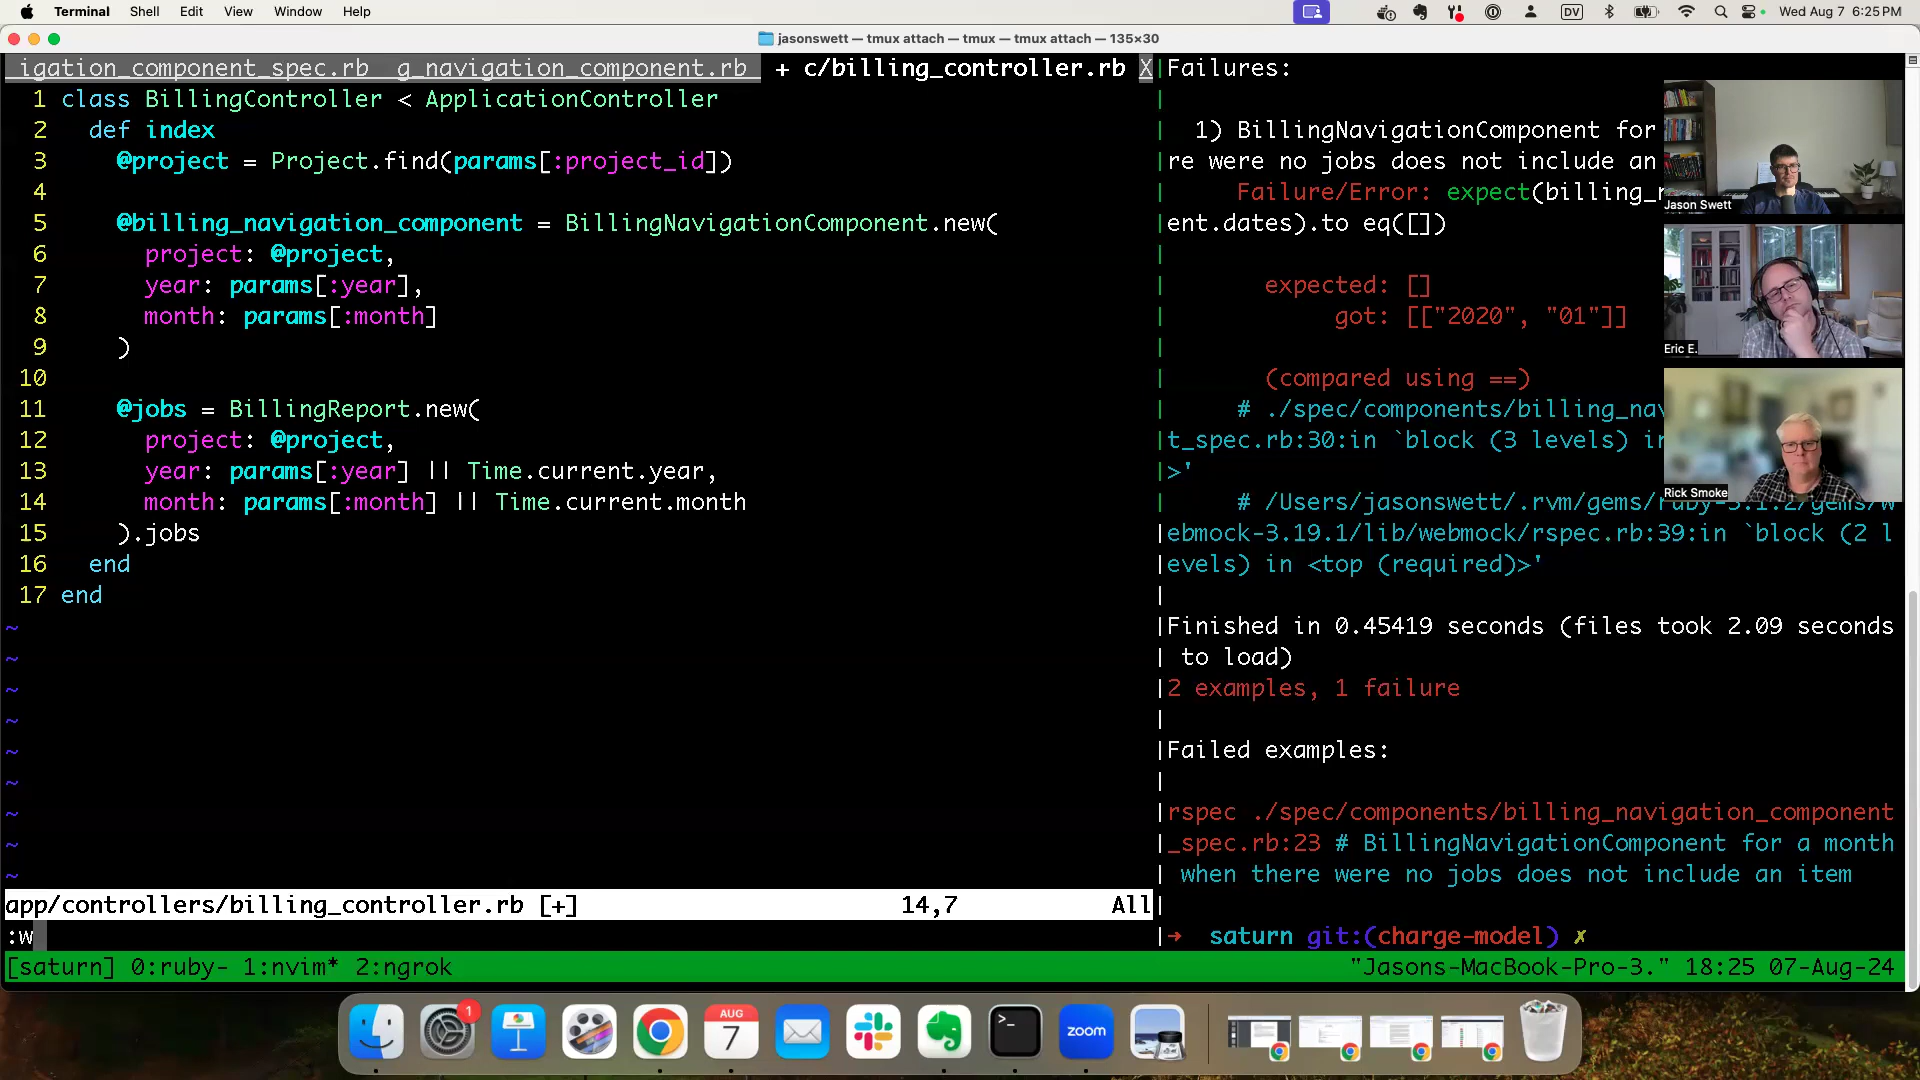 Terminal Shell Edit View Window Help DV Wed Aug 7 6:25 PM
jasonswett — tmux attach — tmux — tmux attach — 135×30
igation_component_spec.rb g_navigation_component.rb + c/billing_controller.rb X
1 class BillingController < ApplicationController
2 def index
3 @project = Project.find(params[:project_id])
4
5 @billing_navigation_component = BillingNavigationComponent.new(
6 project: @project,
7 year: params[:year],
8 month: params[:month]
9 )
10
11 @jobs = BillingReport.new(
12 project: @project,
13 year: params[:year] || Time.current.year,
14 month: params[:month] || Time.current.month
15 ).jobs
16 end
17 end
~
~
~
~
~
~
~
~
~
app/controllers/billing_controller.rb [+] 14,7 All
:w
Failures:
1) BillingNavigationComponent for
re were no jobs does not include an
Failure/Error: expect(billing_
ent.dates).to eq([])
expected: []
got: [["2020", "01"]]
(compared using ==)
# ./spec/components/billing_na
t_spec.rb:30:in `block (3 levels) i
>'
# /Users/jasonswett/.rvm/gems/ruby-3.1.2/gems/w
ebmock-3.19.1/lib/webmock/rspec.rb:39:in `block (2 l
evels) in <top (required)>'
Finished in 0.45419 seconds (files took 2.09 seconds
to load)
2 examples, 1 failure
Failed examples:
rspec ./spec/components/billing_navigation_component
_spec.rb:23 # BillingNavigationComponent for a month
when there were no jobs does not include an item
➜ saturn git:(charge-model) ✗
Jason Swett
Eric E.
Rick Smoke
[saturn] 0:ruby- 1:nvim* 2:ngrok "Jasons-MacBook-Pro-3." 18:25 07-Aug-24
1
AUG
7
>_
zoom